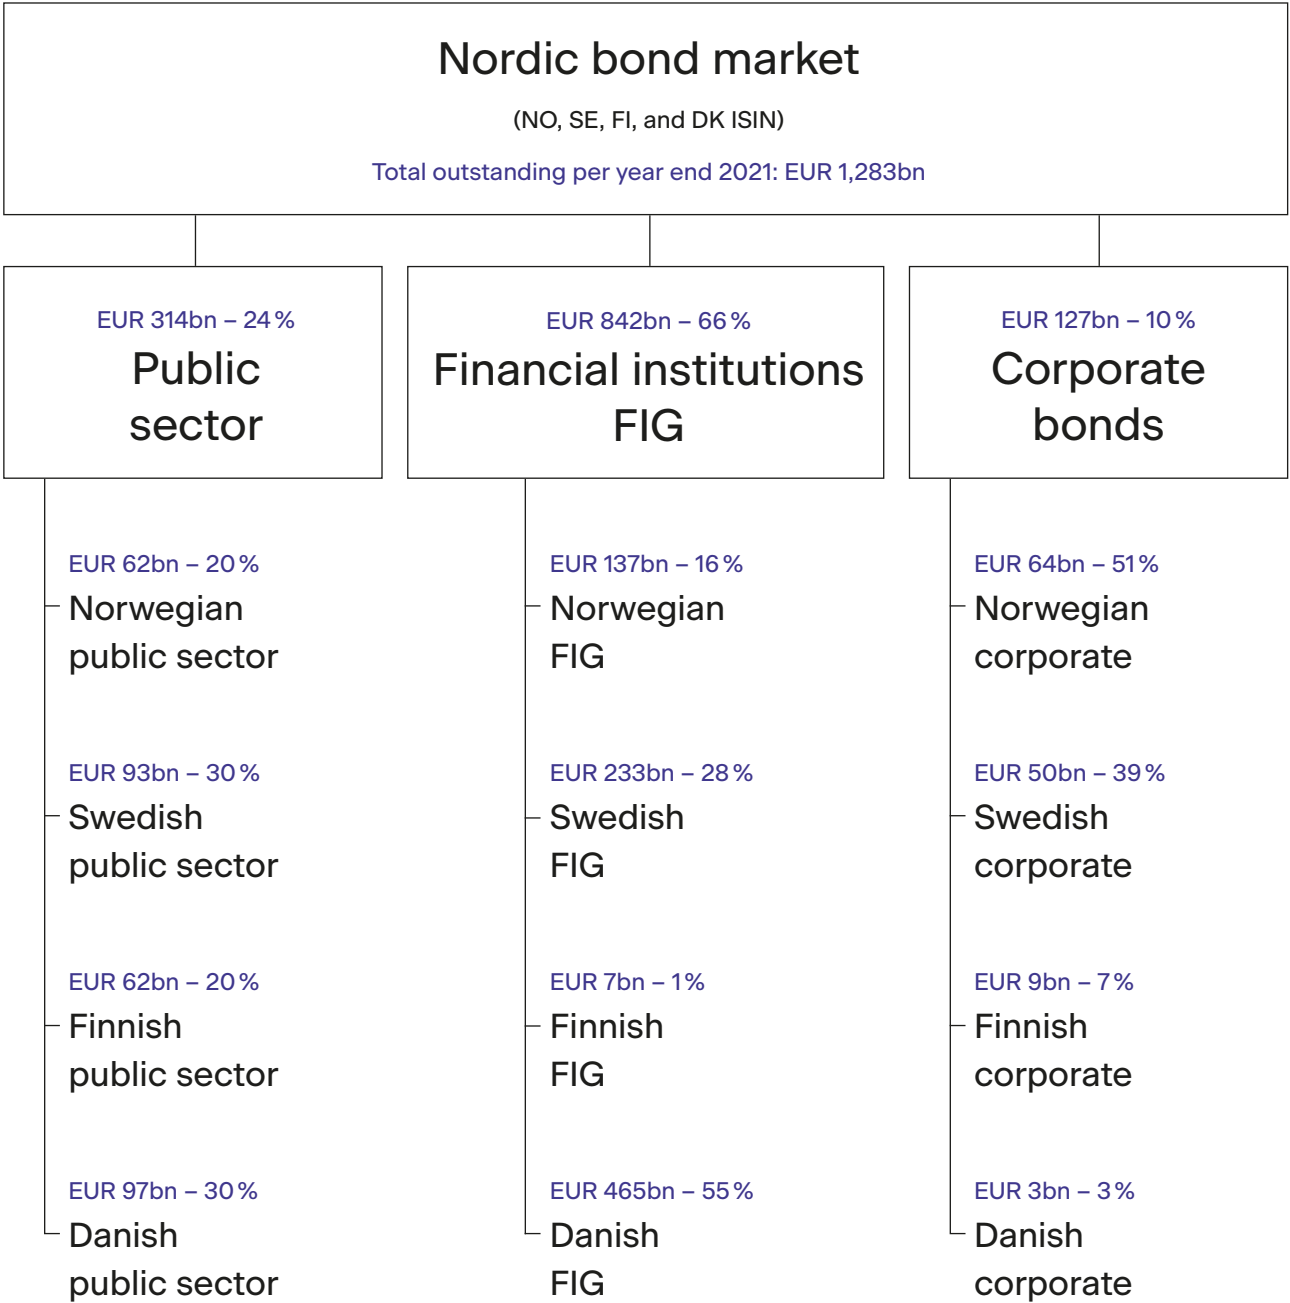 Nordic bond market
(NO, SE, FI, and DK ISIN)
Total outstanding per year end 2021: EUR 1,283bn
EUR 314bn – 24 %
Public
sector
EUR 62bn – 20 %
Norwegian
public sector
EUR 93bn – 30 %
Swedish
public sector
EUR 62bn – 20 %
Finnish
public sector
EUR 97bn – 30 %
Danish
public sector
EUR 842bn – 66 %
Financial institutions
FIG
EUR 137bn – 16 %
Norwegian
FIG
EUR 233bn – 28 %
Swedish
FIG
EUR 7bn – 1 %
Finnish
FIG
EUR 465bn – 55 %
Danish
FIG
EUR 127bn – 10 %
Corporate
bonds
EUR 64bn – 51 %
Norwegian
corporate
EUR 50bn – 39 %
Swedish
corporate
EUR 9bn – 7 %
Finnish
corporate
EUR 3bn – 3 %
Danish
corporate